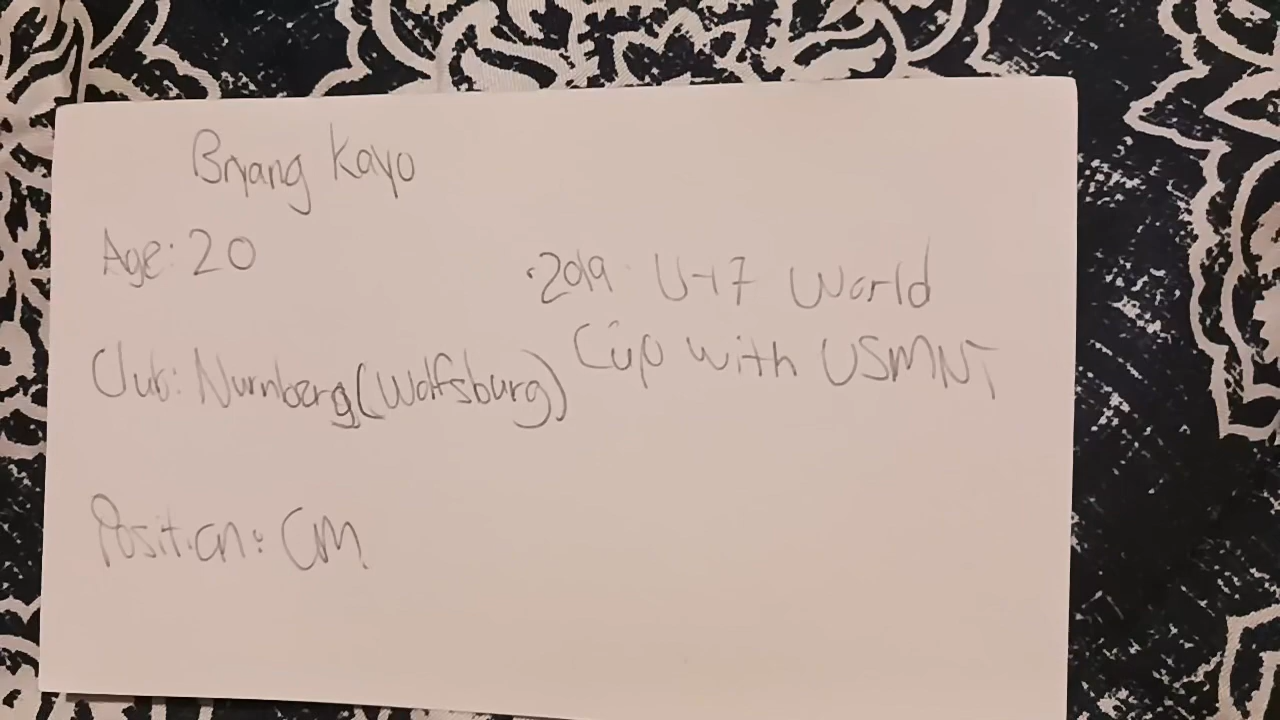 Bryang Kayo
Age: 20
Club: Nurnberg (Wolfsburg)
Position: CM
• 2019 U-17 World
Cup with USMNT